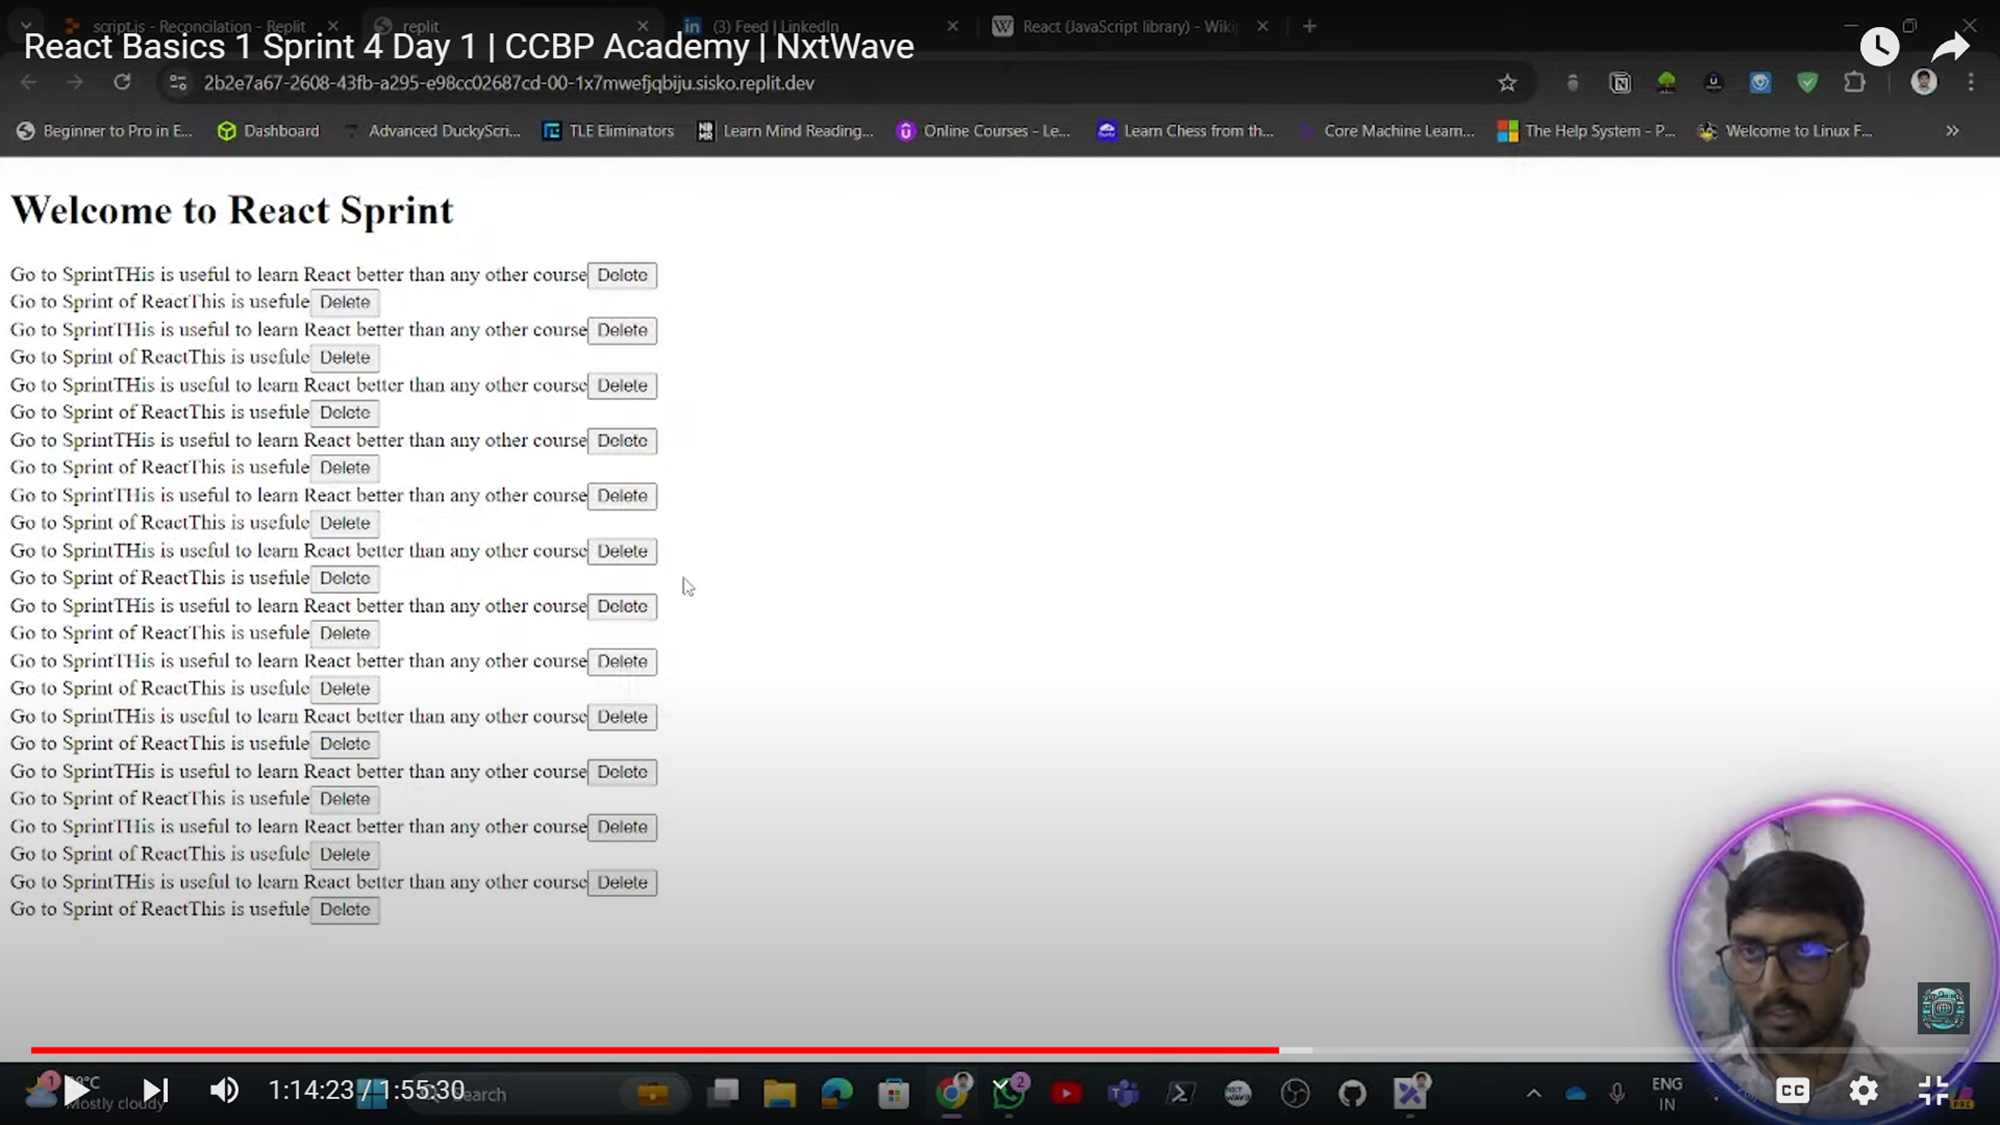 script.js - Reconcilation - Replit
replit
(3) Feed | LinkedIn
React (JavaScript library) - Wiki
React Basics 1 Sprint 4 Day 1 | CCBP Academy | NxtWave
2b2e7a67-2608-43fb-a295-e98cc02687cd-00-1x7mwefjqbiju.sisko.replit.dev
Beginner to Pro in E... Dashboard Advanced DuckyScri... TLE Eliminators Learn Mind Reading... Online Courses - Le... Learn Chess from th... Core Machine Learn... The Help System - P... Welcome to Linux F...
Welcome to React Sprint
Go to SprintTHis is useful to learn React better than any other course Delete
Go to Sprint of ReactThis is usefule Delete
Go to SprintTHis is useful to learn React better than any other course Delete
Go to Sprint of ReactThis is usefule Delete
Go to SprintTHis is useful to learn React better than any other course Delete
Go to Sprint of ReactThis is usefule Delete
Go to SprintTHis is useful to learn React better than any other course Delete
Go to Sprint of ReactThis is usefule Delete
Go to SprintTHis is useful to learn React better than any other course Delete
Go to Sprint of ReactThis is usefule Delete
Go to SprintTHis is useful to learn React better than any other course Delete
Go to Sprint of ReactThis is usefule Delete
Go to SprintTHis is useful to learn React better than any other course Delete
Go to Sprint of ReactThis is usefule Delete
Go to SprintTHis is useful to learn React better than any other course Delete
Go to Sprint of ReactThis is usefule Delete
Go to SprintTHis is useful to learn React better than any other course Delete
Go to Sprint of ReactThis is usefule Delete
Go to SprintTHis is useful to learn React better than any other course Delete
Go to Sprint of ReactThis is usefule Delete
Go to SprintTHis is useful to learn React better than any other course Delete
Go to Sprint of ReactThis is usefule Delete
Go to SprintTHis is useful to learn React better than any other course Delete
Go to Sprint of ReactThis is usefule Delete
1:14:23 / 1:55:30
Mostly cloudy
2
ENG
IN
CC